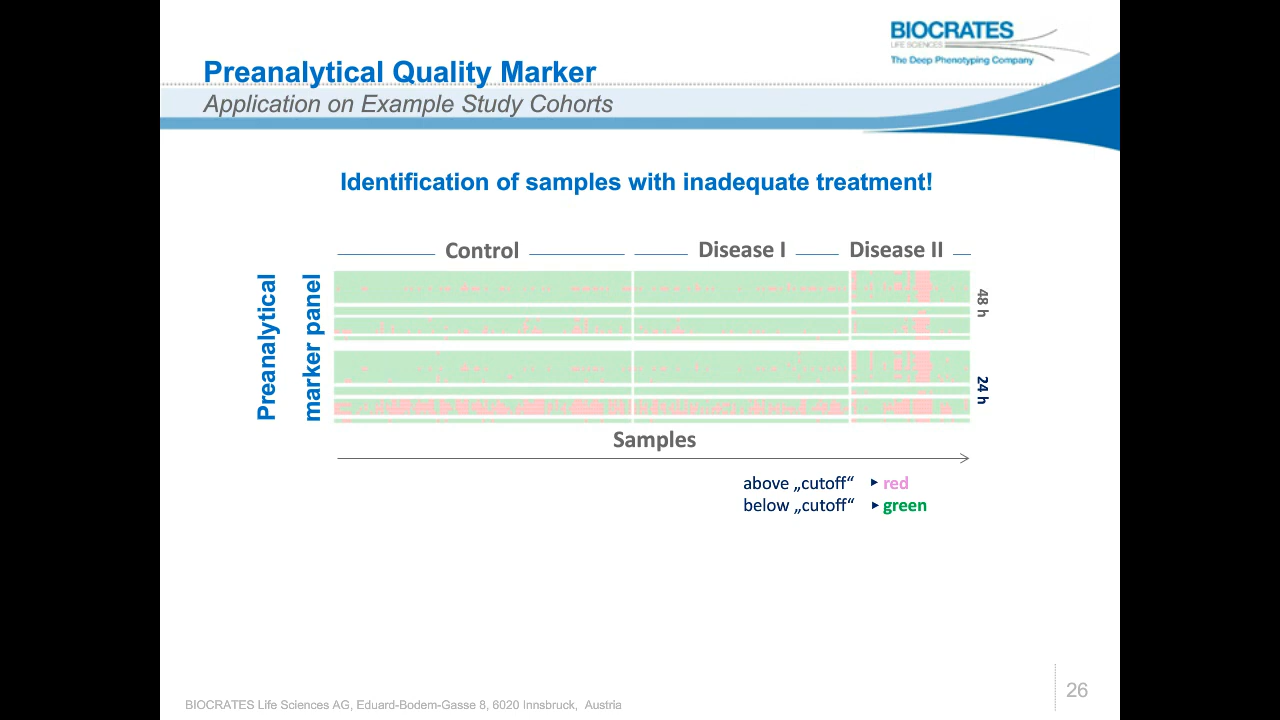 BIOCRATES
LIFE SCIENCES
The Deep Phenotyping Company
Preanalytical Quality Marker
Application on Example Study Cohorts
Identification of samples with inadequate treatment!
Control
Disease I
Disease II
Preanalytical
marker panel
48 h
24 h
Samples
above „cutoff“ ▸ red
below „cutoff“ ▸ green
BIOCRATES Life Sciences AG, Eduard-Bodem-Gasse 8, 6020 Innsbruck, Austria
26